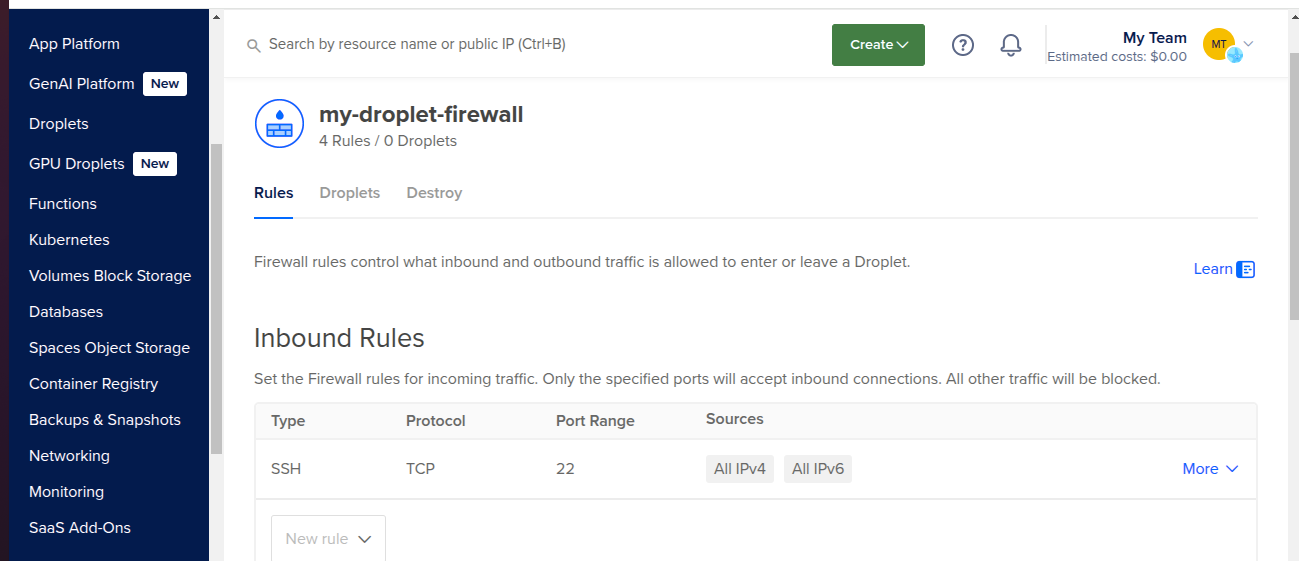 App Platform
GenAI Platform New
Droplets
GPU Droplets New
Functions
Kubernetes
Volumes Block Storage
Databases
Spaces Object Storage
Container Registry
Backups & Snapshots
Networking
Monitoring
SaaS Add-Ons
Search by resource name or public IP (Ctrl+B)
Create
My Team
Estimated costs: $0.00
MT
my-droplet-firewall
4 Rules / 0 Droplets
Rules Droplets Destroy
Firewall rules control what inbound and outbound traffic is allowed to enter or leave a Droplet.
Learn
Inbound Rules
Set the Firewall rules for incoming traffic. Only the specified ports will accept inbound connections. All other traffic will be blocked.
Type Protocol Port Range Sources
SSH TCP 22 All IPv4 All IPv6 More
New rule